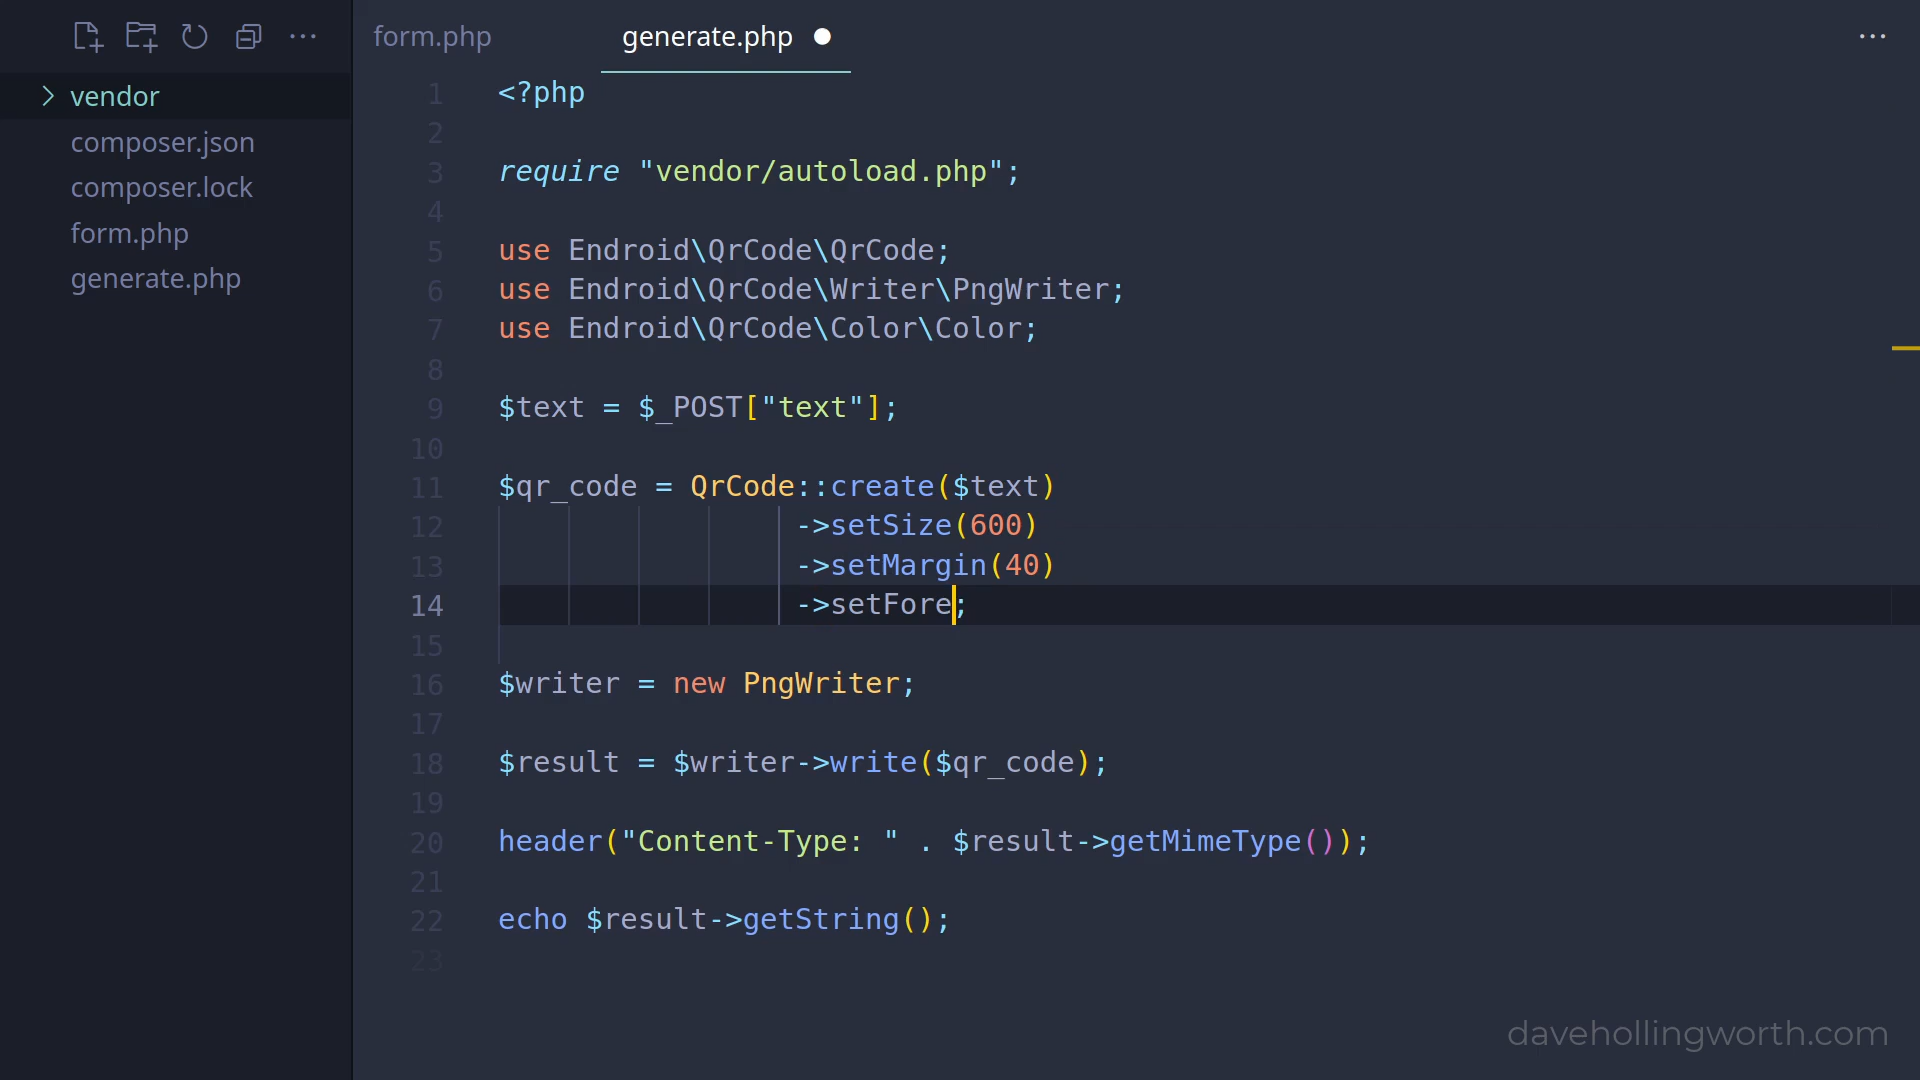 form.php
generate.php
vendor
composer.json
composer.lock
form.php
generate.php
1 <?php
2
3 require "vendor/autoload.php";
4
5 use Endroid\QrCode\QrCode;
6 use Endroid\QrCode\Writer\PngWriter;
7 use Endroid\QrCode\Color\Color;
8
9 $text = $_POST["text"];
10
11 $qr_code = QrCode::create($text)
12 ->setSize(600)
13 ->setMargin(40)
14 ->setFore;
15
16 $writer = new PngWriter;
17
18 $result = $writer->write($qr_code);
19
20 header("Content-Type: " . $result->getMimeType());
21
22 echo $result->getString();
23
davehollingworth.com